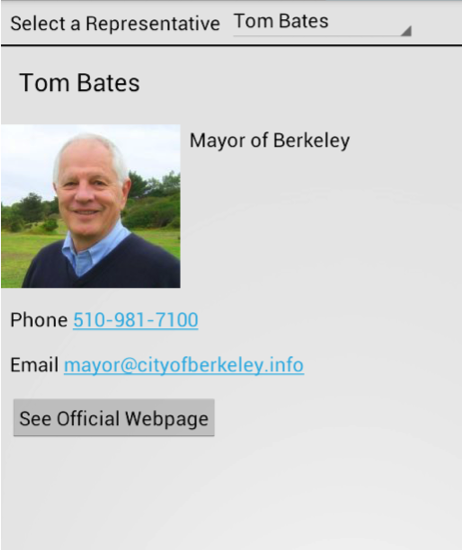 Select a Representative Tom Bates
Tom Bates
Mayor of Berkeley
Phone 510-981-7100
Email mayor@cityofberkeley.info
See Official Webpage